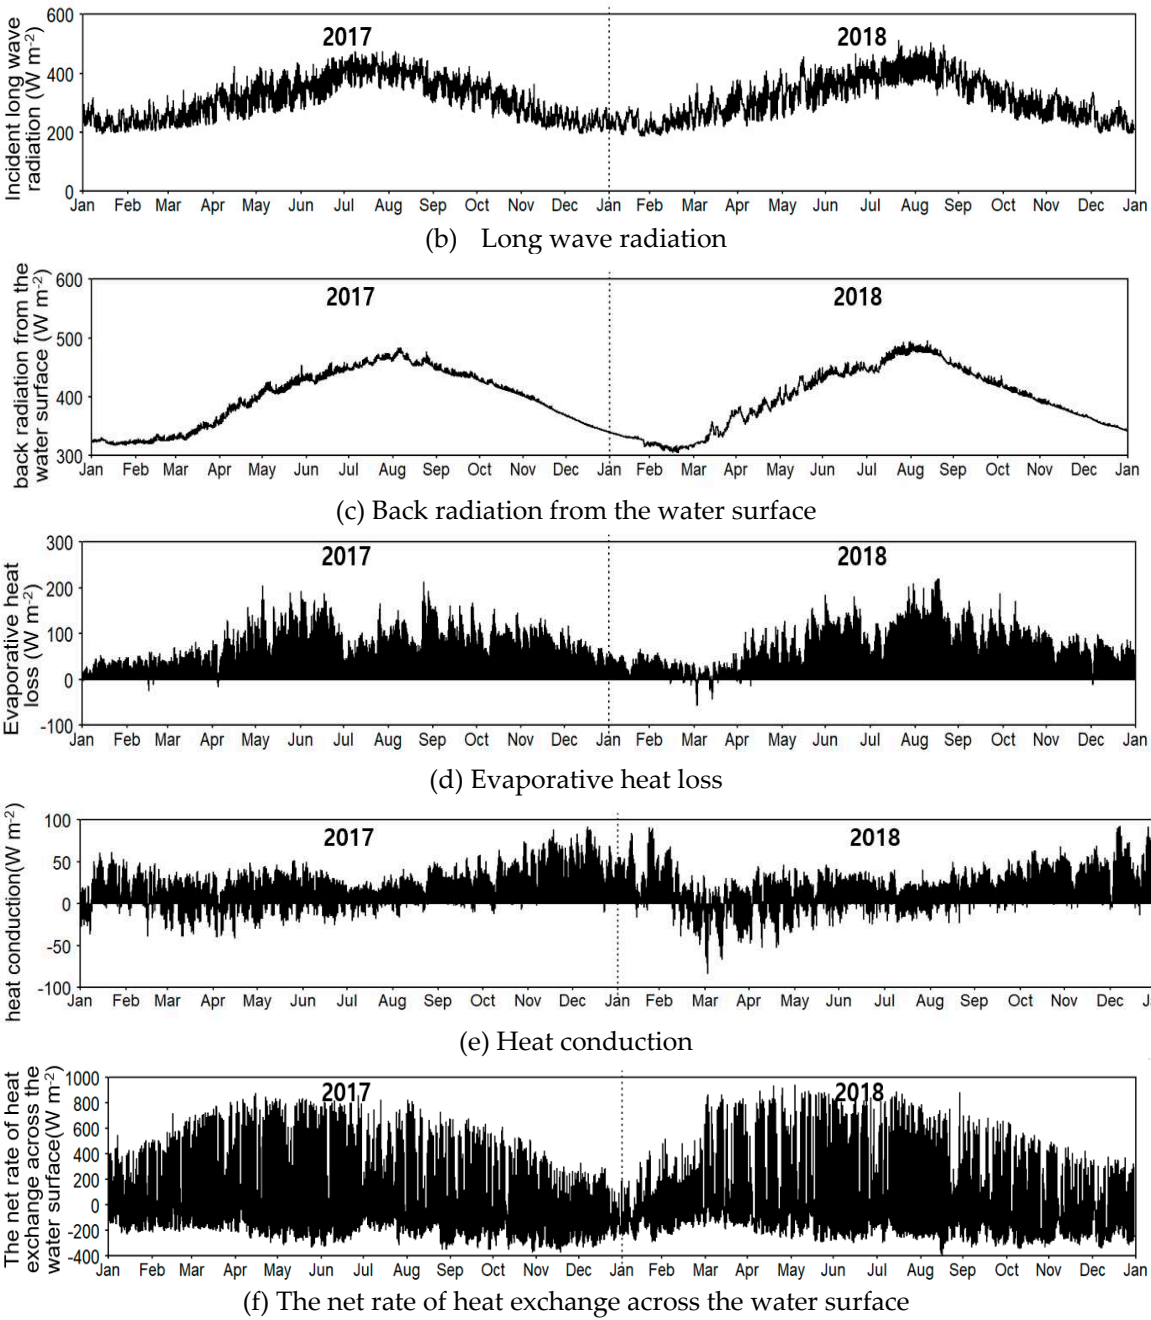 Incident long wave
radiation (W m-2)
600
400
200
0
2017
2018
Jan Feb Mar Apr May Jun Jul Aug Sep Oct Nov Dec Jan Feb Mar Apr May Jun Jul Aug Sep Oct Nov Dec Jan
(b) Long wave radiation
back radiation from the
water surface (W m-2)
600
500
400
300
2017
2018
Jan Feb Mar Apr May Jun Jul Aug Sep Oct Nov Dec Jan Feb Mar Apr May Jun Jul Aug Sep Oct Nov Dec Jan
(c) Back radiation from the water surface
Evaporative heat
loss (W m-2)
300
200
100
0
-100
2017
2018
Jan Feb Mar Apr May Jun Jul Aug Sep Oct Nov Dec Jan Feb Mar Apr May Jun Jul Aug Sep Oct Nov Dec Jan
(d) Evaporative heat loss
heat conduction(W m-2)
100
50
0
-50
-100
2017
2018
Jan Feb Mar Apr May Jun Jul Aug Sep Oct Nov Dec Jan Feb Mar Apr May Jun Jul Aug Sep Oct Nov Dec
(e) Heat conduction
The net rate of heat
exchange across the
water surface(W m-2)
1000
800
600
400
200
0
-200
-400
2017
2018
Jan Feb Mar Apr May Jun Jul Aug Sep Oct Nov Dec Jan Feb Mar Apr May Jun Jul Aug Sep Oct Nov Dec Jan
(f) The net rate of heat exchange across the water surface